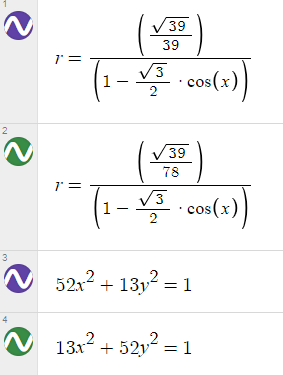 1
r = (√39/39) / (1 − √3/2 · cos(x))
2
r = (√39/78) / (1 − √3/2 · cos(x))
3
52x² + 13y² = 1
4
13x² + 52y² = 1